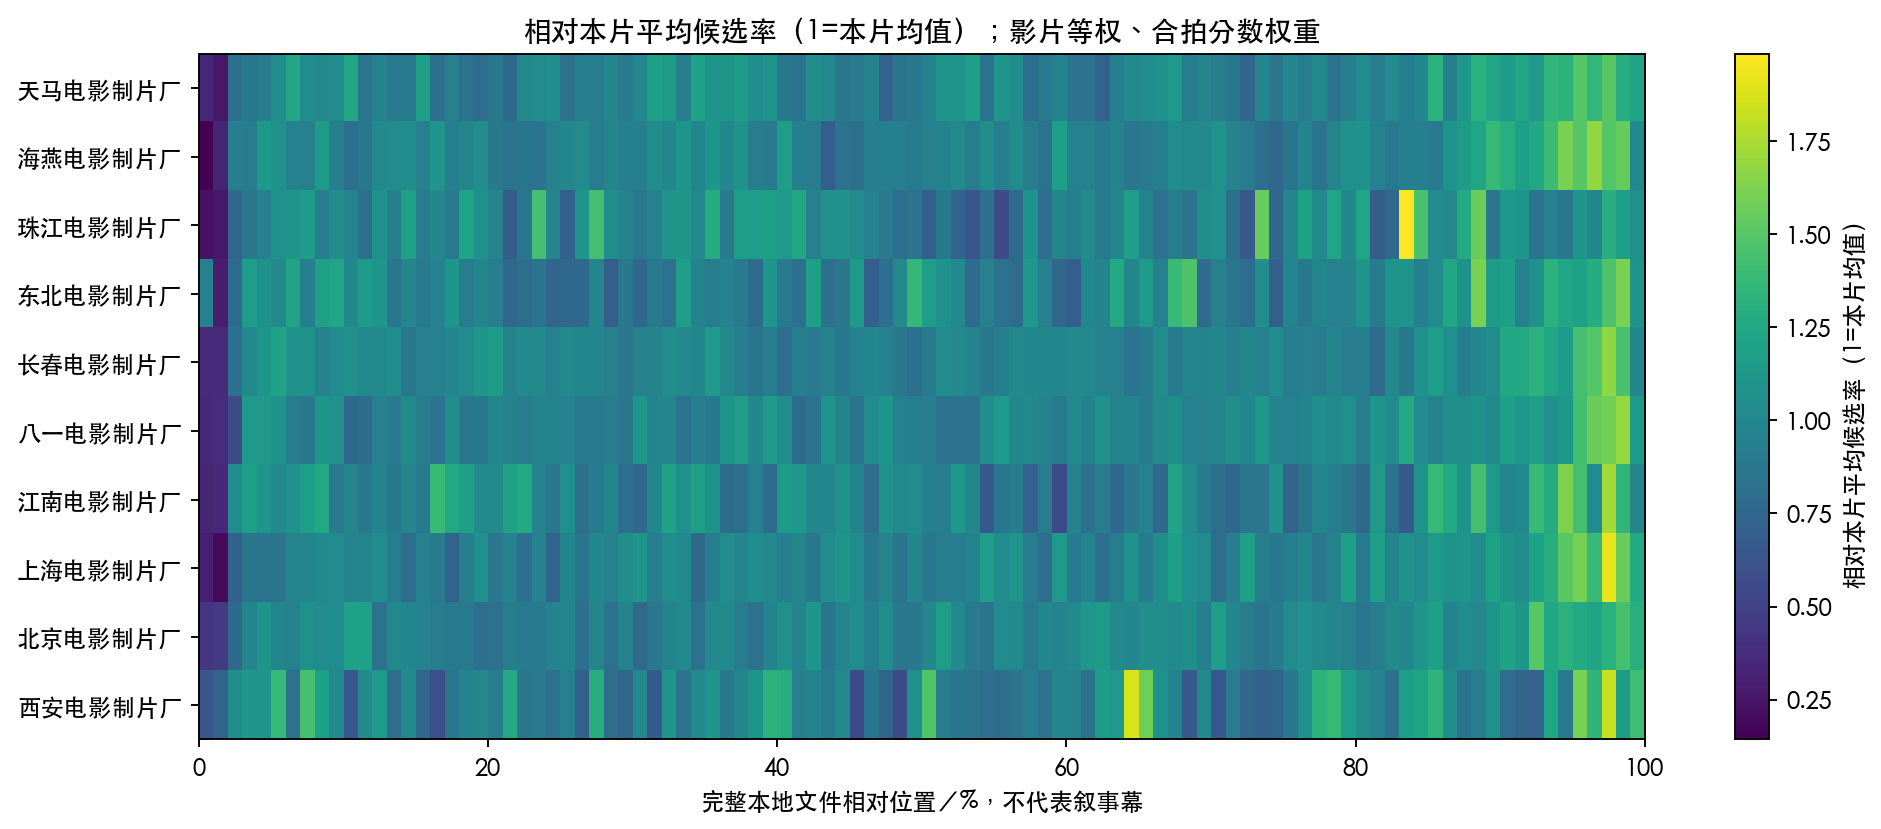 相对本片平均候选率（1=本片均值）；影片等权、合拍分数权重
天马电影制片厂
海燕电影制片厂
珠江电影制片厂
东北电影制片厂
长春电影制片厂
八一电影制片厂
江南电影制片厂
上海电影制片厂
北京电影制片厂
西安电影制片厂
0 20 40 60 80 100
完整本地文件相对位置／%，不代表叙事幕
1.75
1.50
1.25
1.00
0.75
0.50
0.25
相对本片平均候选率（1=本片均值）